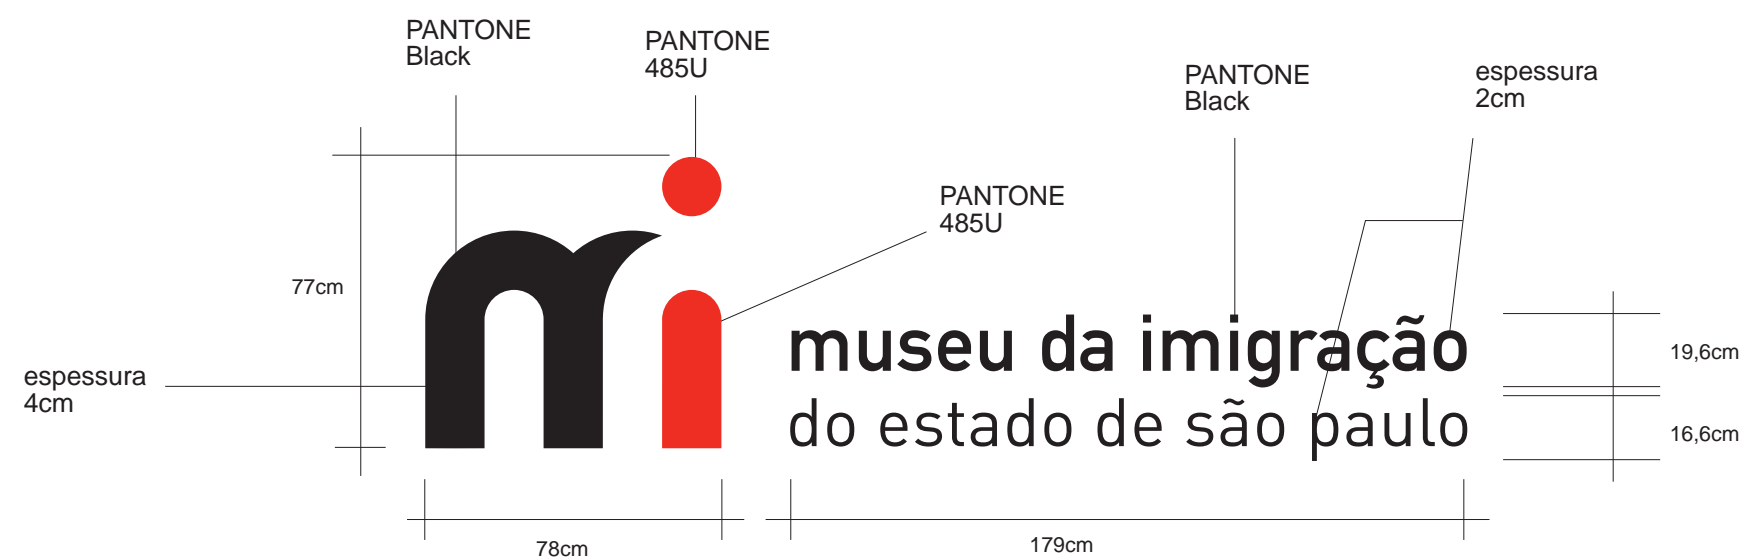 PANTONE
Black
PANTONE
485U
PANTONE
Black
espessura
2cm
PANTONE
485U
77cm
mi
museu da imigração
do estado de são paulo
19,6cm
16,6cm
espessura
4cm
78cm
179cm